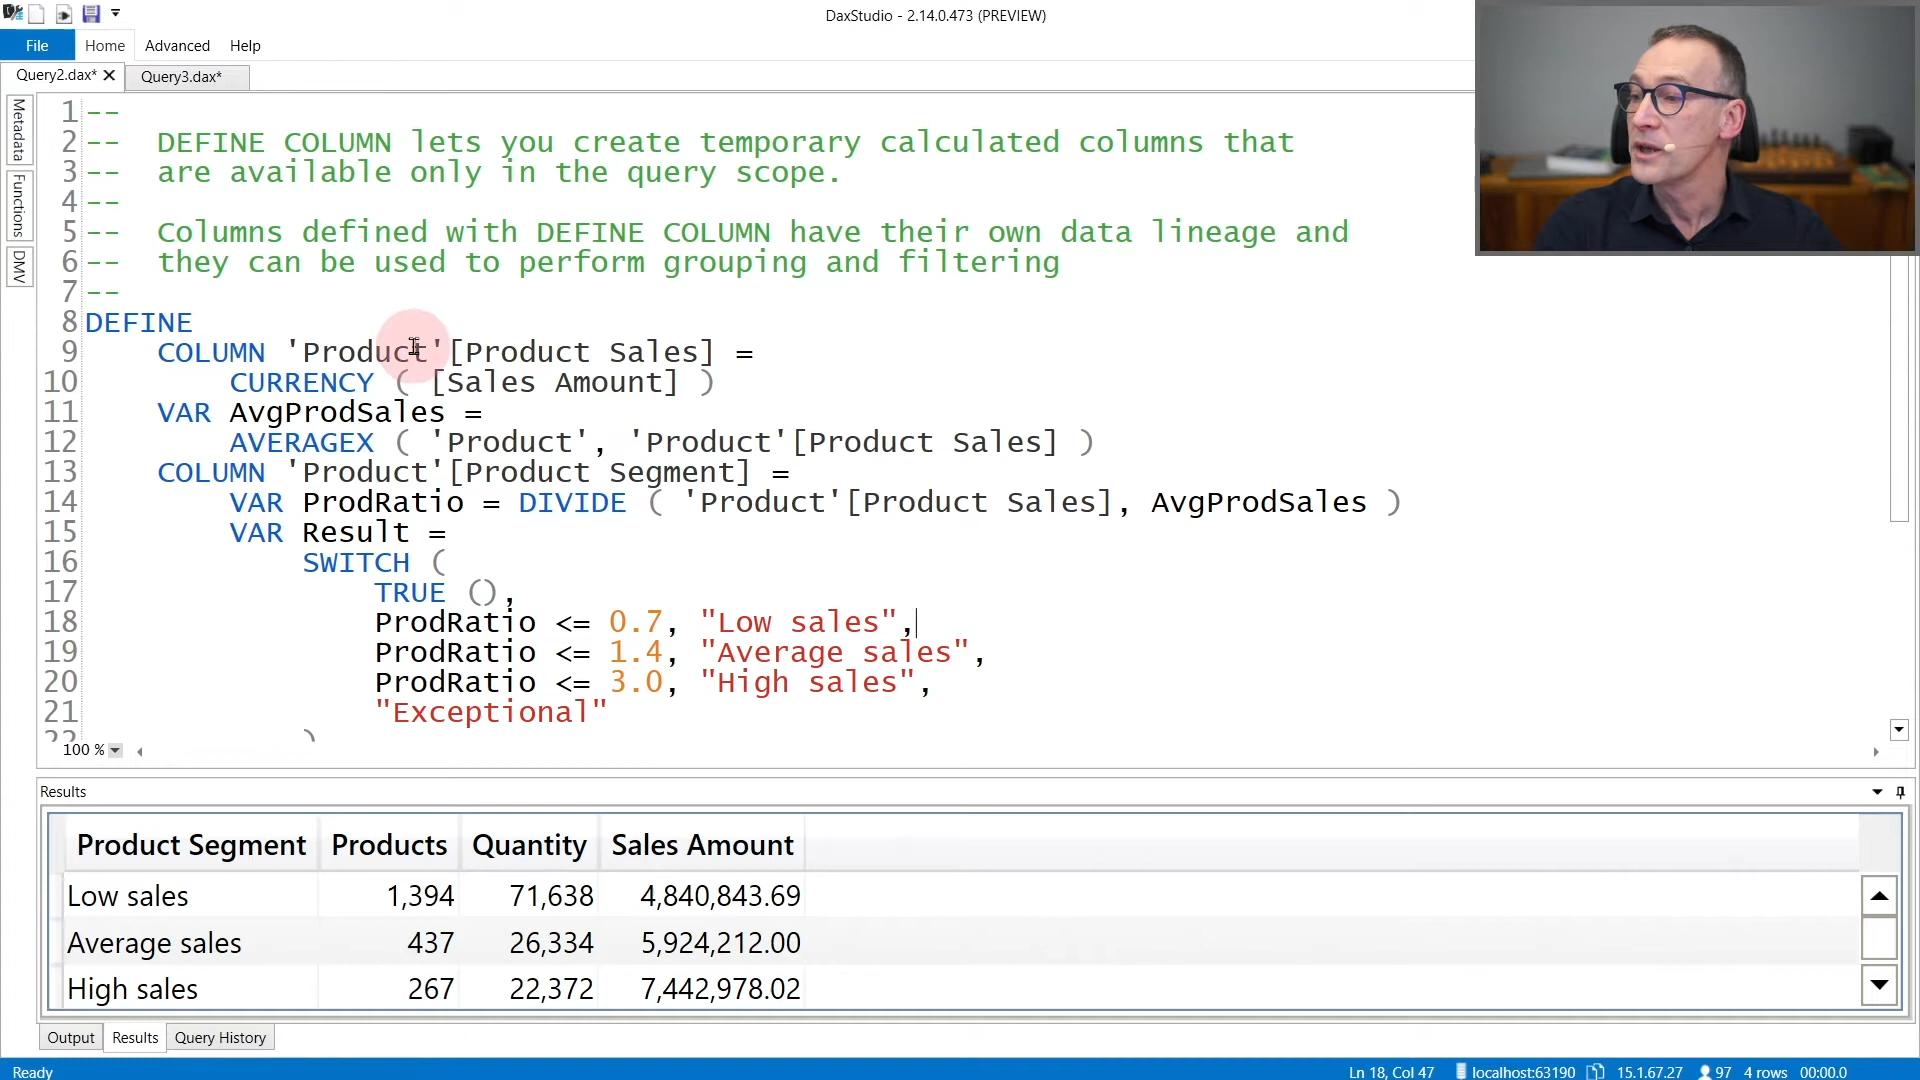 DaxStudio - 2.14.0.473 (PREVIEW)
File Home Advanced Help
Query2.dax* Query3.dax*
Metadata
Functions
DMV
1 --
2 --  DEFINE COLUMN lets you create temporary calculated columns that
3 --  are available only in the query scope.
4 --
5 --  Columns defined with DEFINE COLUMN have their own data lineage and
6 --  they can be used to perform grouping and filtering
7 --
8 DEFINE
9     COLUMN 'Product'[Product Sales] =
10         CURRENCY ( [Sales Amount] )
11     VAR AvgProdSales =
12         AVERAGEX ( 'Product', 'Product'[Product Sales] )
13     COLUMN 'Product'[Product Segment] =
14         VAR ProdRatio = DIVIDE ( 'Product'[Product Sales], AvgProdSales )
15         VAR Result =
16             SWITCH (
17                 TRUE (),
18                 ProdRatio <= 0.7, "Low sales",
19                 ProdRatio <= 1.4, "Average sales",
20                 ProdRatio <= 3.0, "High sales",
21                 "Exceptional"
22             )
100 %
Results
Product Segment Products Quantity Sales Amount
Low sales 1,394 71,638 4,840,843.69
Average sales 437 26,334 5,924,212.00
High sales 267 22,372 7,442,978.02
Output Results Query History
Ready Ln 18, Col 47 localhost:63190 15.1.67.27 97 4 rows 00:00.0